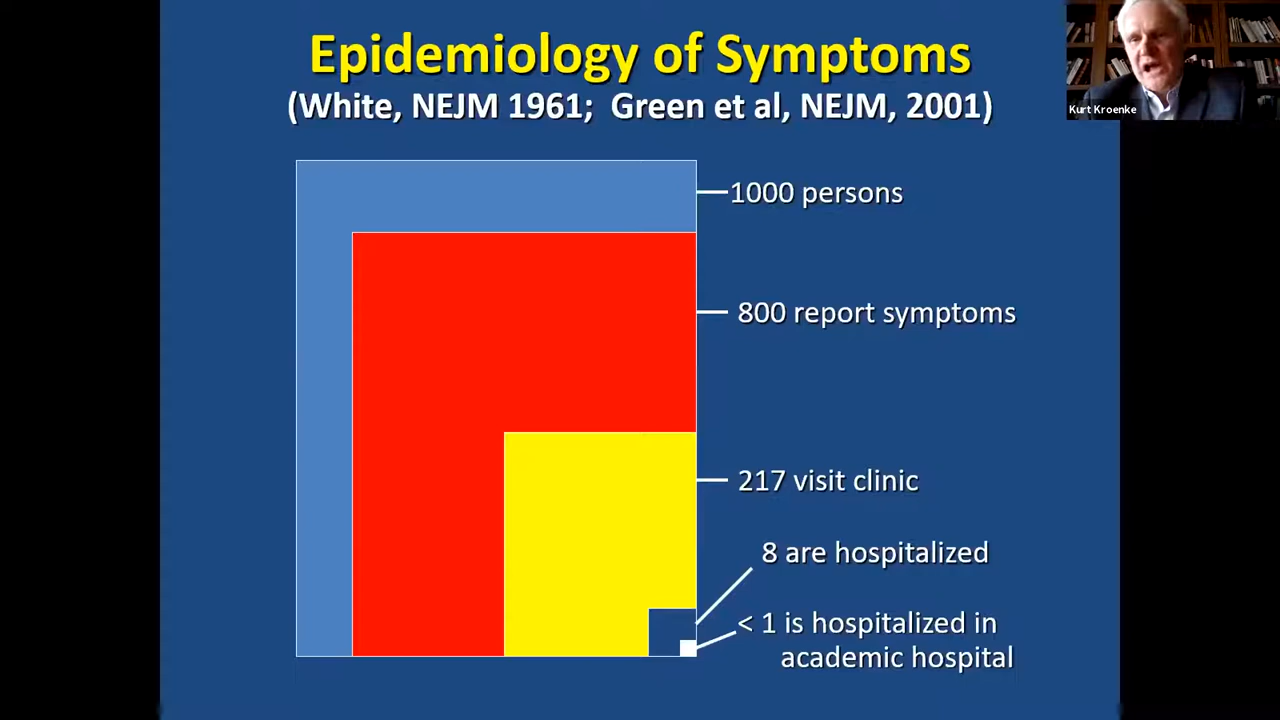 Epidemiology of Symptoms
(White, NEJM 1961; Green et al, NEJM, 2001)
Kurt Kroenke
1000 persons
800 report symptoms
217 visit clinic
8 are hospitalized
< 1 is hospitalized in
academic hospital